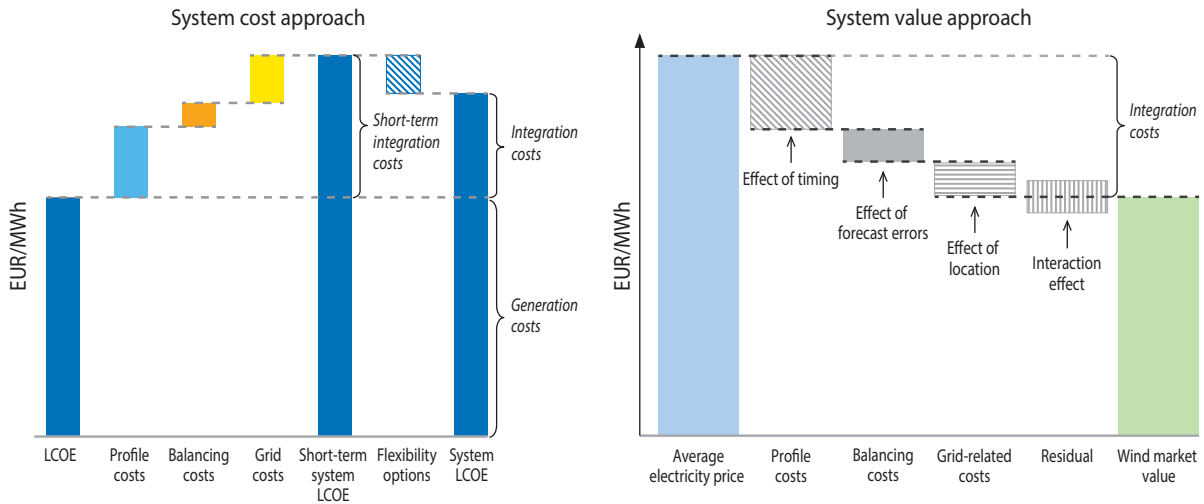 System cost approach
EUR/MWh
Short-term
integration
costs
Integration
costs
Generation
costs
LCOE
Profile
costs
Balancing
costs
Grid
costs
Short-term
system
LCOE
Flexibility
options
System
LCOE
System value approach
EUR/MWh
Integration
costs
Effect of timing
Effect of
forecast errors
Effect of
location
Interaction
effect
Average
electricity price
Profile
costs
Balancing
costs
Grid-related
costs
Residual
Wind market
value